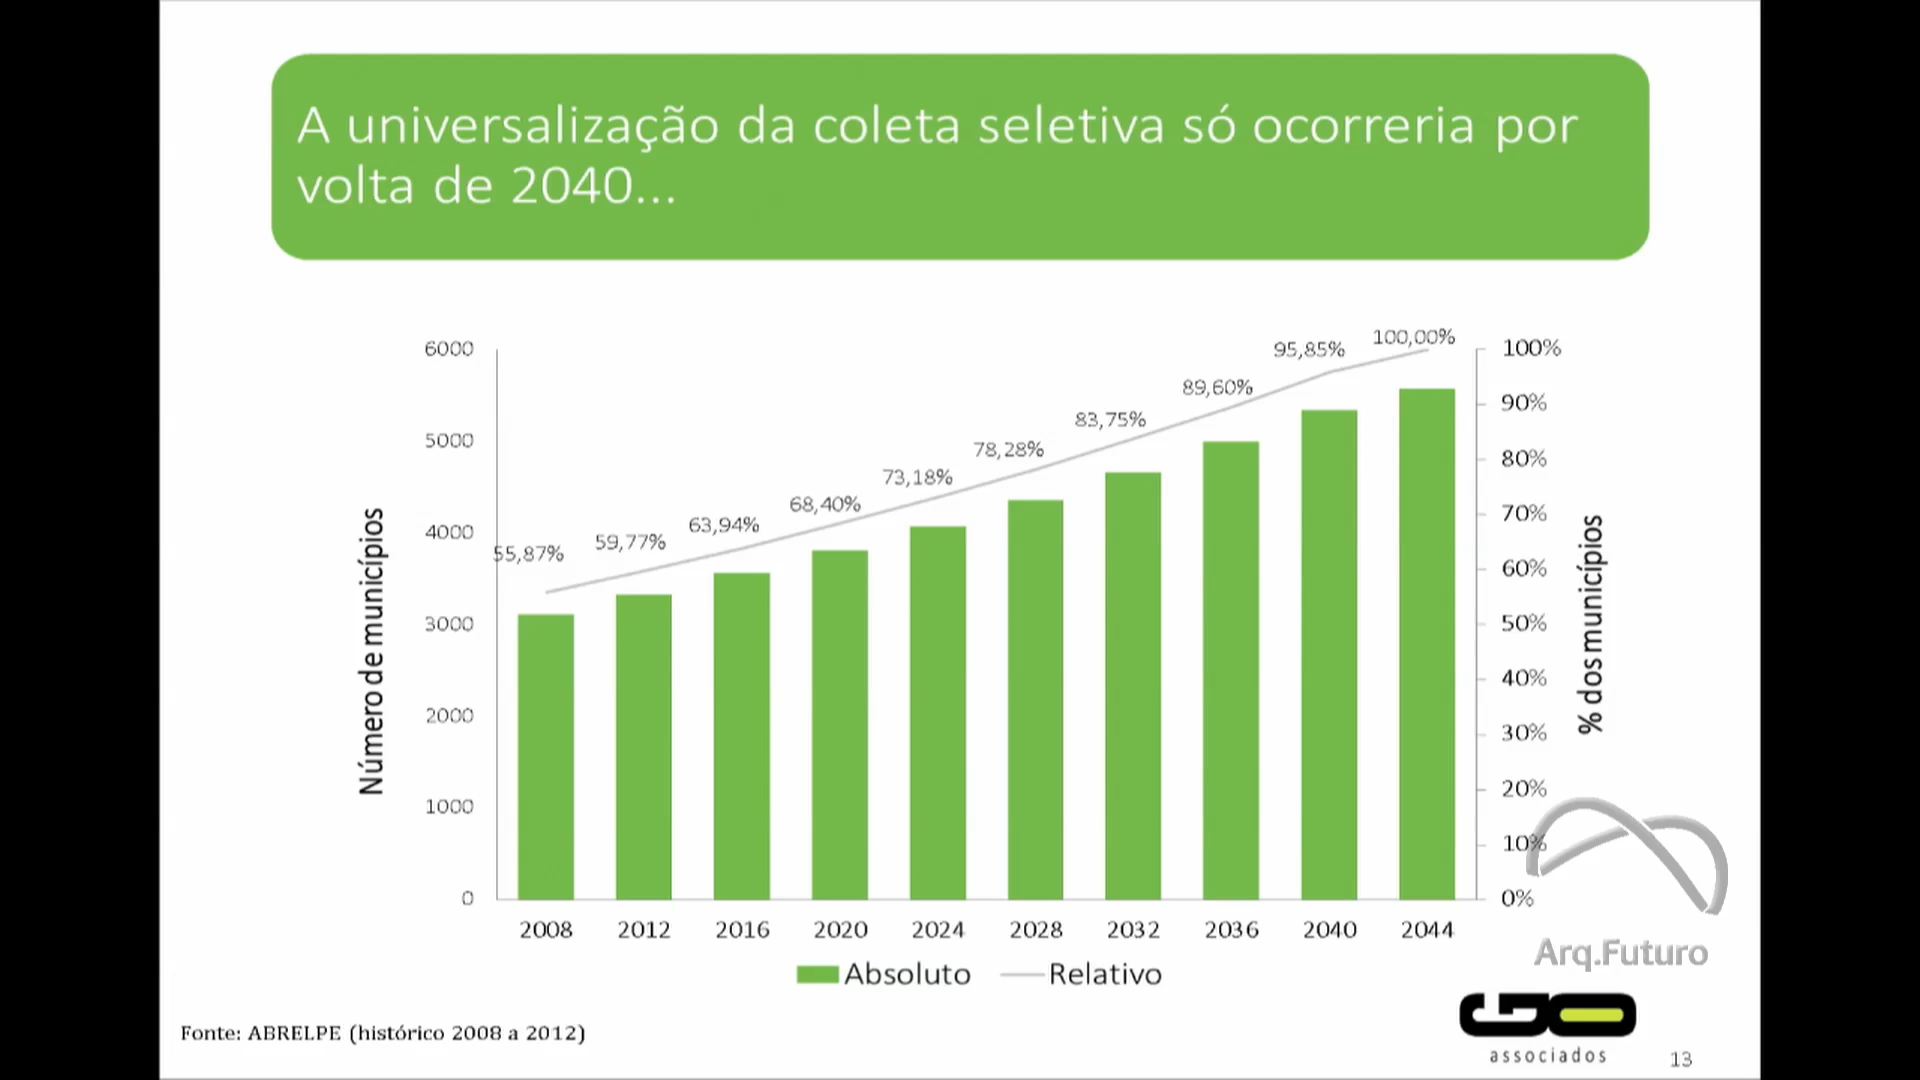 A universalização da coleta seletiva só ocorreria por
volta de 2040...
Número de municípios
6000
5000
4000
3000
2000
1000
0
55,87%
59,77%
63,94%
68,40%
73,18%
78,28%
83,75%
89,60%
95,85%
100,00%
100%
90%
80%
70%
60%
50%
40%
30%
20%
10%
0%
% dos municípios
2008 2012 2016 2020 2024 2028 2032 2036 2040 2044
Absoluto Relativo
Arq.Futuro
Fonte: ABRELPE (histórico 2008 a 2012)
GO
associados
13